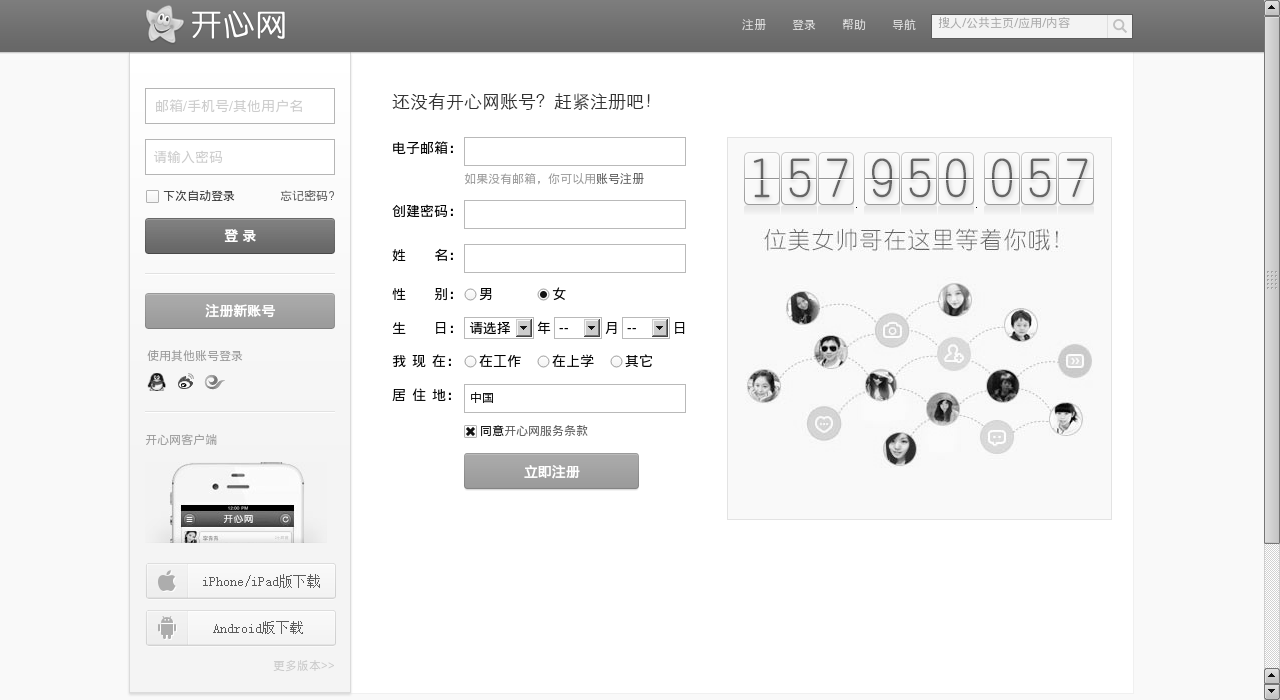 开心网
注册 登录 帮助 导航 搜人/公共主页/应用/内容
邮箱/手机号/其他用户名
请输入密码
下次自动登录 忘记密码?
登 录
注册新账号
使用其他账号登录
开心网客户端
12:00 PM
开心网
iPhone/iPad版下载
Android版下载
更多版本>>
还没有开心网账号？赶紧注册吧！
电子邮箱：
如果没有邮箱，你可以用账号注册
创建密码：
姓 名：
性 别： 男 女
生 日： 请选择 年 -- 月 -- 日
我 现 在： 在工作 在上学 其它
居 住 地： 中国
同意开心网服务条款
立即注册
157,950,057
位美女帅哥在这里等着你哦！